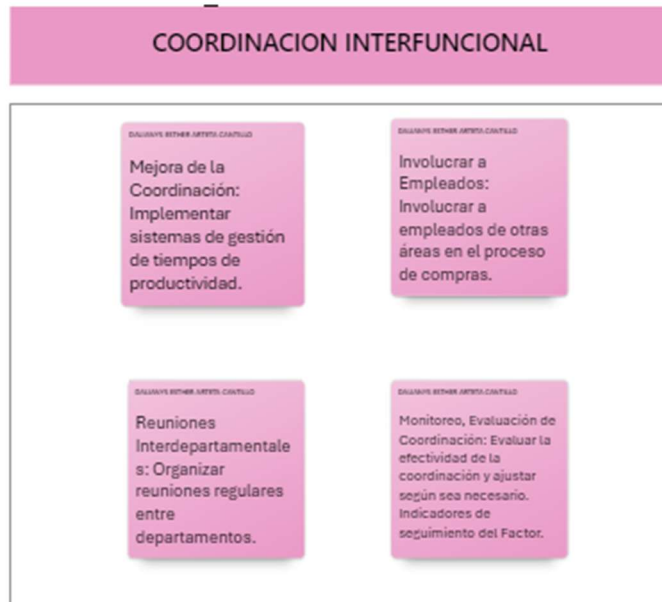 COORDINACION INTERFUNCIONAL
Mejora de la
Coordinación:
Implementar
sistemas de gestión
de tiempos de
productividad.
Involucrar a
Empleados:
Involucrar a
empleados de otras
áreas en el proceso
de compras.
Reuniones
Interdepartamentale
s: Organizar
reuniones regulares
entre
departamentos.
Monitoreo, Evaluación de
Coordinación: Evaluar la
efectividad de la
coordinación y ajustar
según sea necesario.
Indicadores de
seguimiento del Factor.